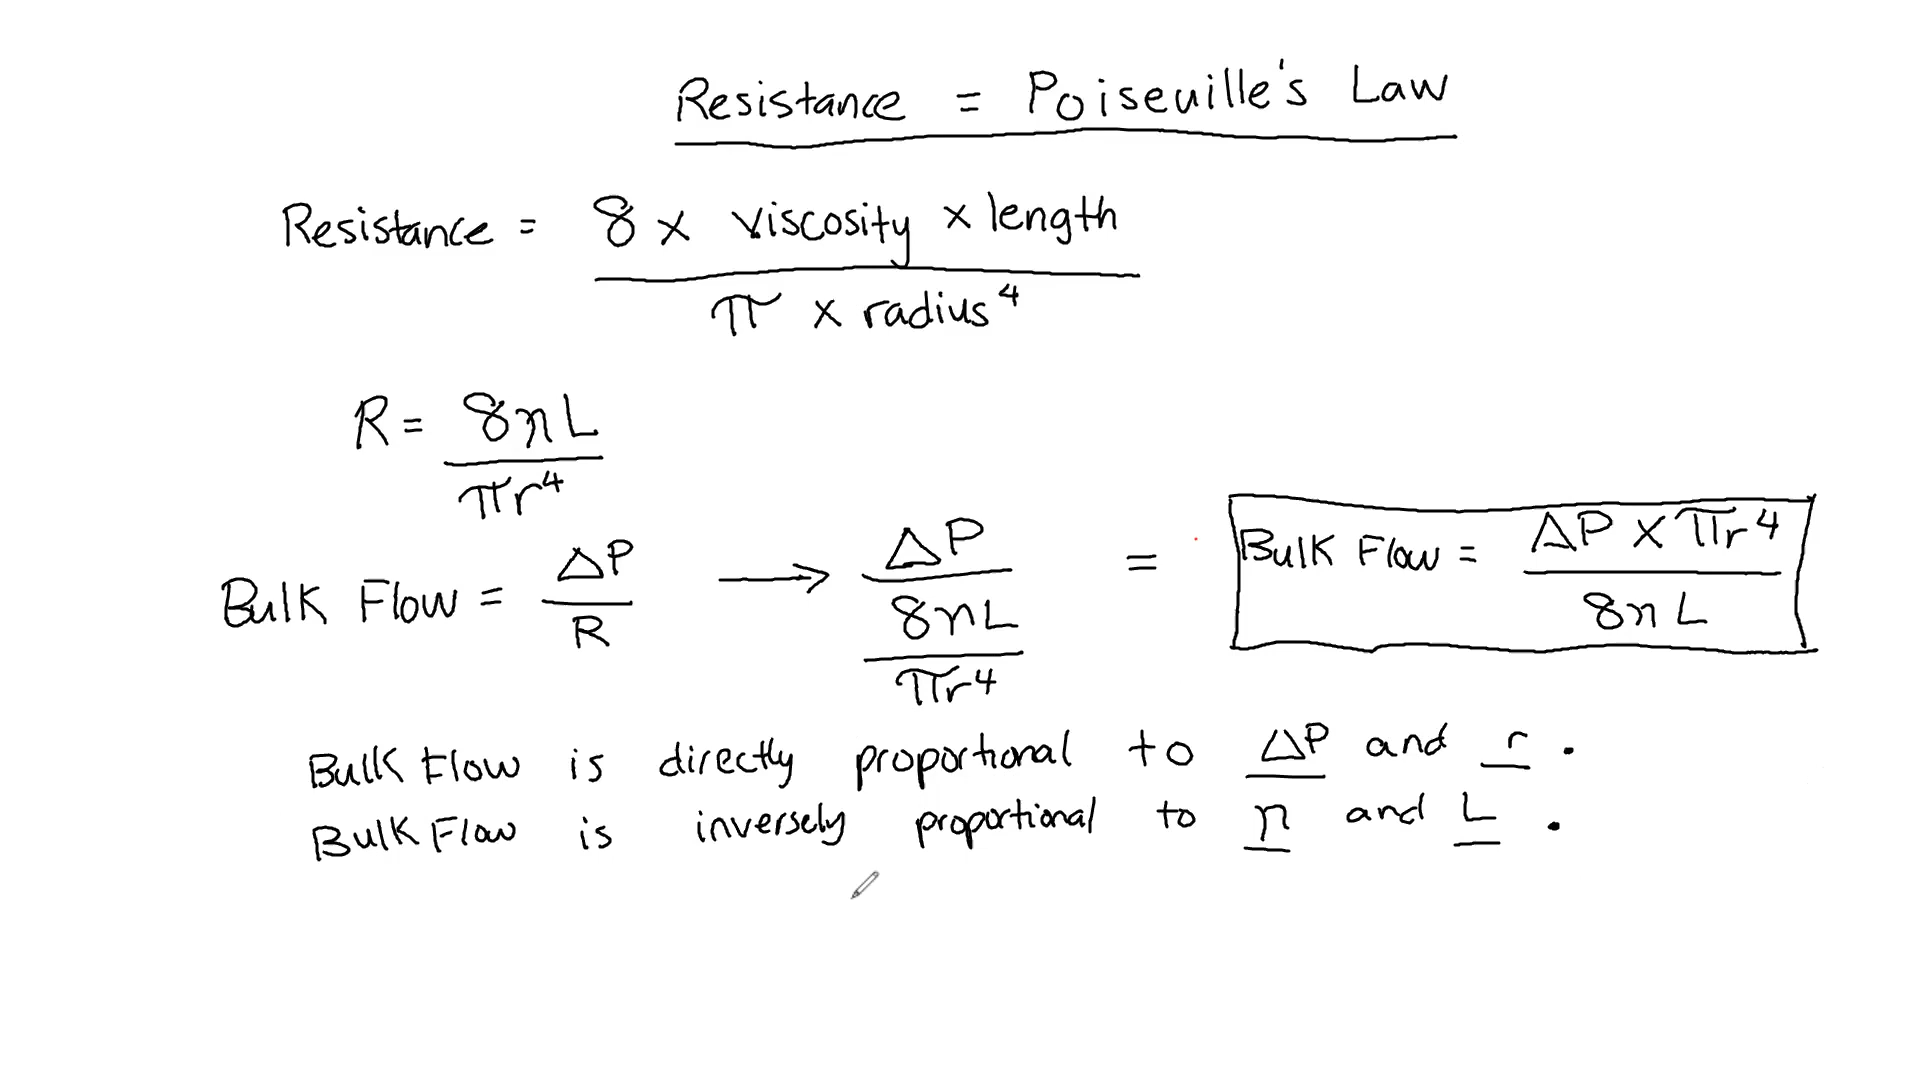 Resistance = Poiseuille's Law
Resistance = 8 x viscosity x length
π x radius⁴
R = 8ηL
πr⁴
Bulk Flow = ΔP / R → ΔP / (8ηL / πr⁴) = Bulk Flow = ΔP x πr⁴ / 8ηL
Bulk Flow is directly proportional to ΔP and r .
Bulk Flow is inversely proportional to η and L .